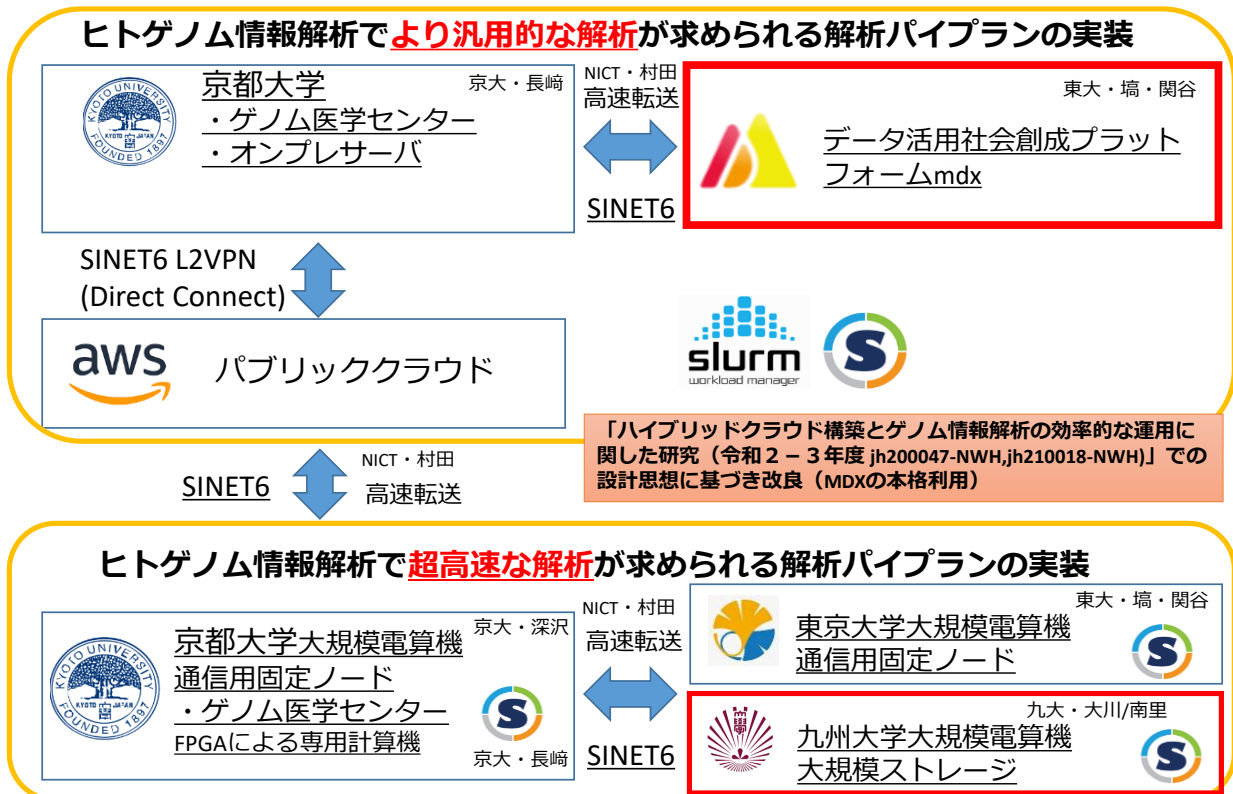 ヒトゲノム情報解析でより汎用的な解析が求められる解析パイプランの実装
京都大学
・ゲノム医学センター
・オンプレサーバ
京大・長﨑
KYOTO UNIVERSITY
KYOTO JAPAN
FOUNDED 1897
NICT・村田
高速転送
SINET6
東大・塙・関谷
データ活用社会創成プラット
フォームmdx
SINET6 L2VPN
(Direct Connect)
aws
パブリッククラウド
slurm
workload manager
S
「ハイブリッドクラウド構築とゲノム情報解析の効率的な運用に
関した研究（令和２－３年度 jh200047-NWH,jh210018-NWH)」での
設計思想に基づき改良（MDXの本格利用）
SINET6
NICT・村田
高速転送
ヒトゲノム情報解析で超高速な解析が求められる解析パイプランの実装
KYOTO UNIVERSITY
KYOTO JAPAN
FOUNDED 1897
京都大学大規模電算機
通信用固定ノード
・ゲノム医学センター
FPGAによる専用計算機
京大・深沢
S
京大・長﨑
NICT・村田
高速転送
SINET6
東大・塙・関谷
東京大学大規模電算機
通信用固定ノード
S
九大・大川/南里
九州大学大規模電算機
大規模ストレージ
S